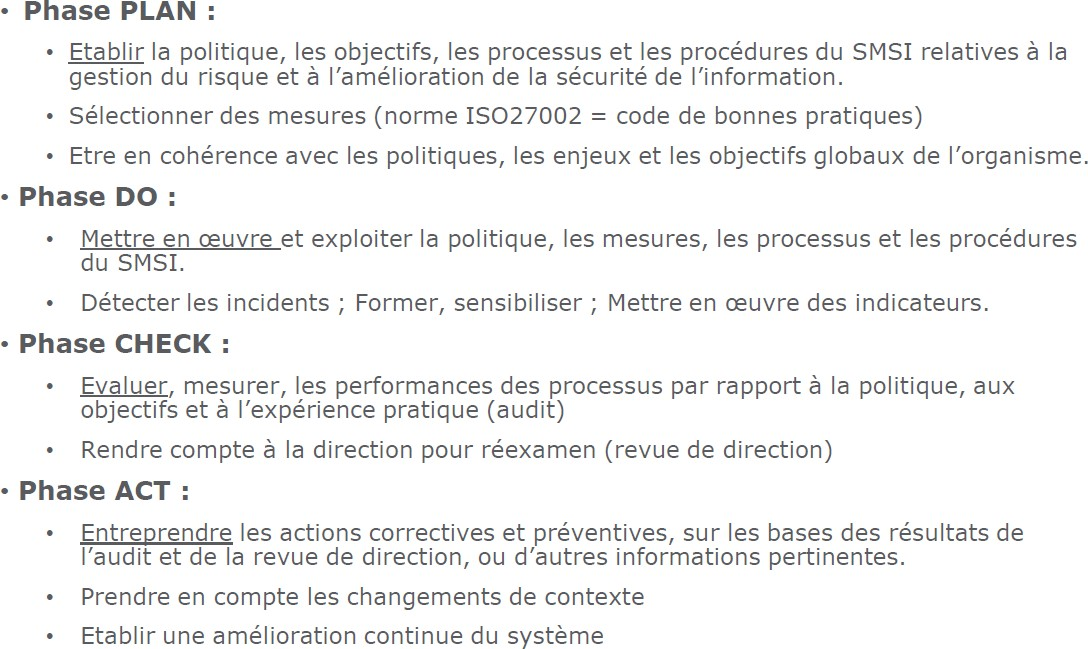 • Phase PLAN :
• Etablir la politique, les objectifs, les processus et les procédures du SMSI relatives à la
gestion du risque et à l’amélioration de la sécurité de l’information.
• Sélectionner des mesures (norme ISO27002 = code de bonnes pratiques)
• Etre en cohérence avec les politiques, les enjeux et les objectifs globaux de l’organisme.
• Phase DO :
• Mettre en œuvre et exploiter la politique, les mesures, les processus et les procédures
du SMSI.
• Détecter les incidents ; Former, sensibiliser ; Mettre en œuvre des indicateurs.
• Phase CHECK :
• Evaluer, mesurer, les performances des processus par rapport à la politique, aux
objectifs et à l’expérience pratique (audit)
• Rendre compte à la direction pour réexamen (revue de direction)
• Phase ACT :
• Entreprendre les actions correctives et préventives, sur les bases des résultats de
l’audit et de la revue de direction, ou d’autres informations pertinentes.
• Prendre en compte les changements de contexte
• Etablir une amélioration continue du système